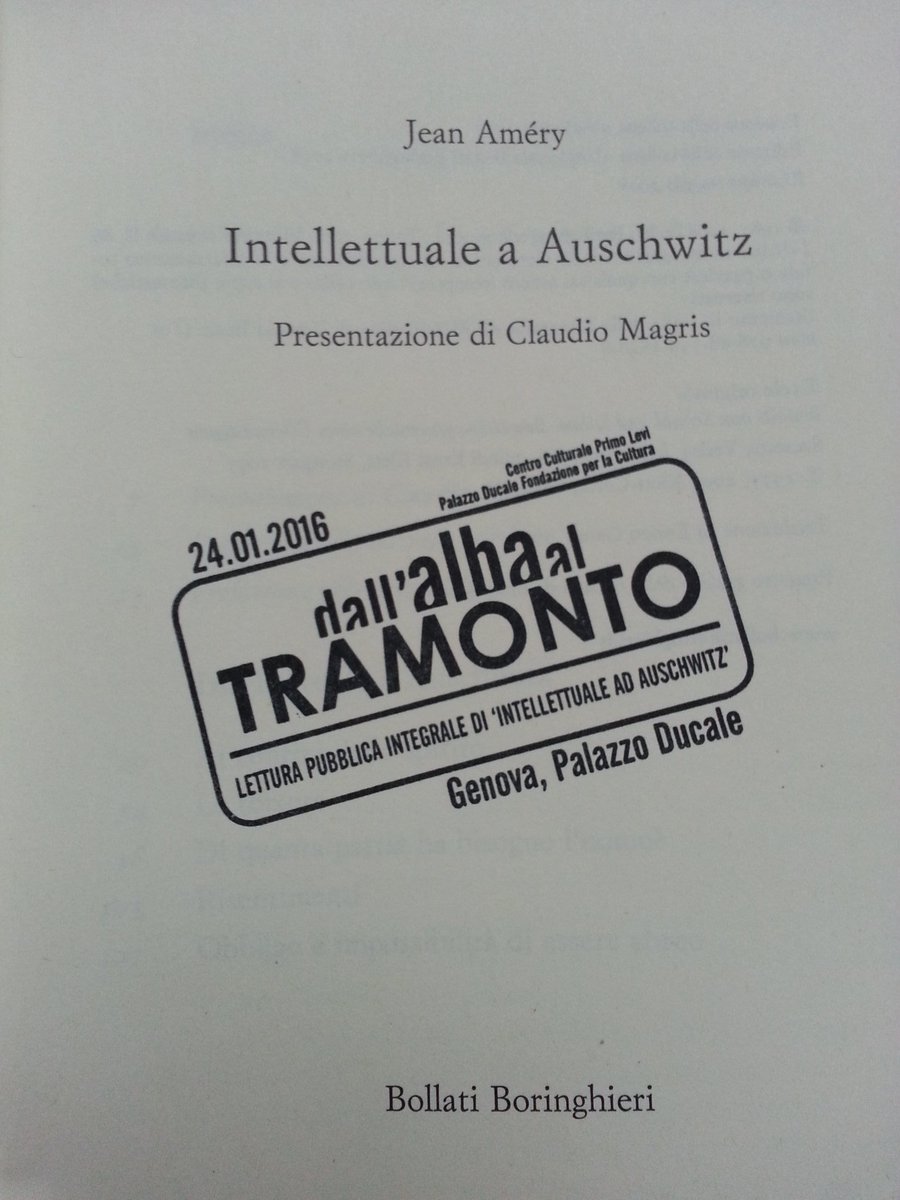 Jean Améry
Intellettuale a Auschwitz
Presentazione di Claudio Magris
Centro Culturale Primo Levi
Palazzo Ducale Fondazione per la Cultura
24.01.2016
dall'alba al
TRAMONTO
LETTURA PUBBLICA INTEGRALE DI 'INTELLETTUALE AD AUSCHWITZ'
Genova, Palazzo Ducale
Bollati Boringhieri